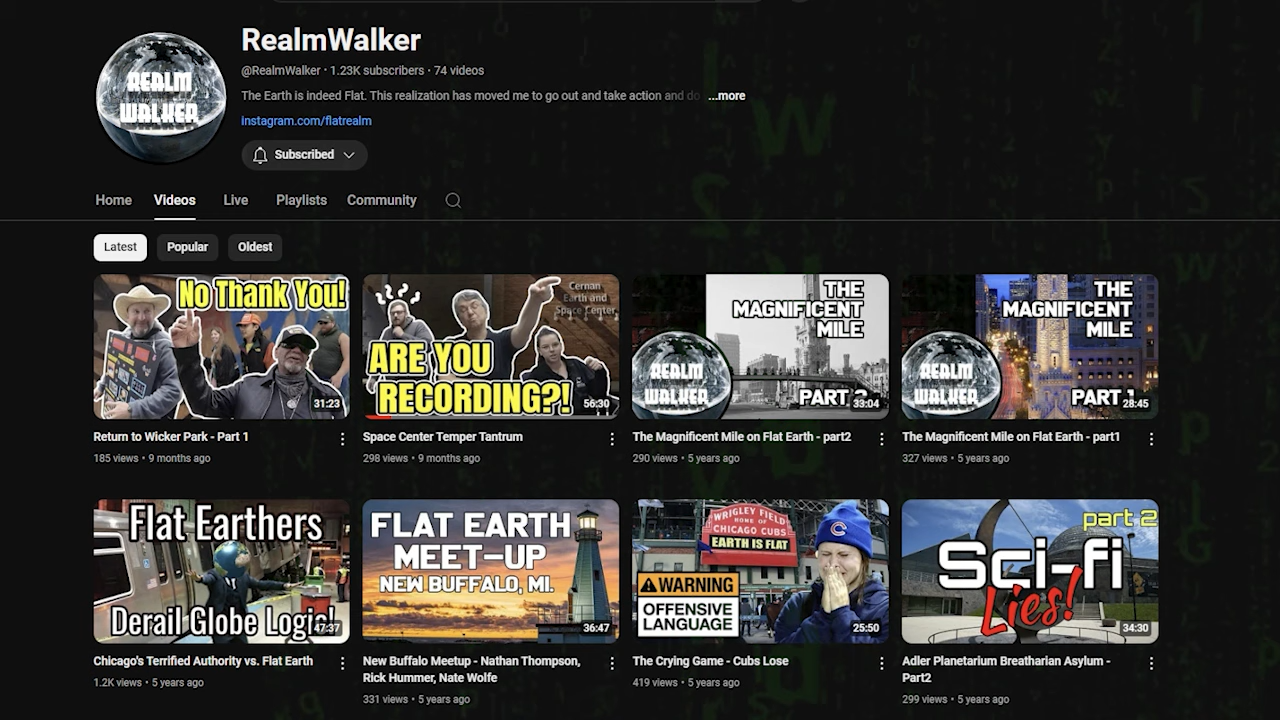 RealmWalker
REALM
WALKER
@RealmWalker · 1.23K subscribers · 74 videos
The Earth is indeed Flat. This realization has moved me to go out and take action and do ...more
instagram.com/flatrealm
Subscribed
Home Videos Live Playlists Community
Latest Popular Oldest
No Thank You!
31:23
Return to Wicker Park - Part 1
185 views · 9 months ago
Cernan
Earth and
Space Center
ARE YOU
RECORDING?!
56:30
Space Center Temper Tantrum
298 views · 9 months ago
THE
MAGNIFICENT
MILE
REALM
WALKER
PART
33:04
The Magnificent Mile on Flat Earth - part2
290 views · 5 years ago
THE
MAGNIFICENT
MILE
REALM
WALKER
PART 1
28:45
The Magnificent Mile on Flat Earth - part1
327 views · 5 years ago
Flat Earthers
Derail Globe Logic!
47:37
Chicago's Terrified Authority vs. Flat Earth
1.2K views · 5 years ago
FLAT EARTH
MEET-UP
NEW BUFFALO, MI.
36:47
New Buffalo Meetup - Nathan Thompson,
Rick Hummer, Nate Wolfe
331 views · 5 years ago
WRIGLEY FIELD
HOME OF
CHICAGO CUBS
EARTH IS FLAT
C
WARNING
OFFENSIVE
LANGUAGE
25:50
The Crying Game - Cubs Lose
419 views · 5 years ago
part 2
Sci-fi
Lies!
34:30
Adler Planetarium Breatharian Asylum -
Part2
299 views · 5 years ago